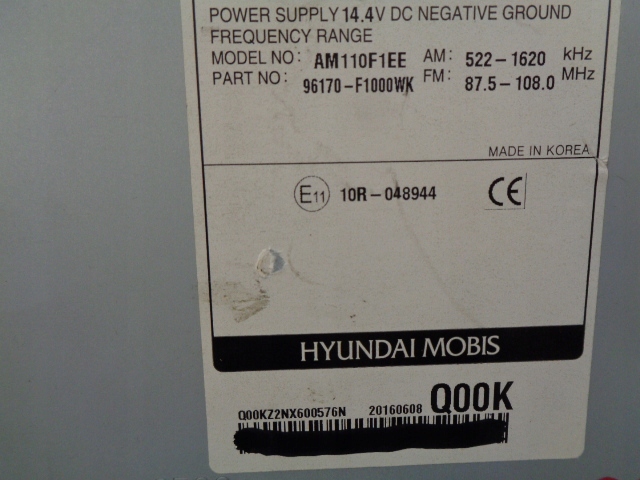 POWER SUPPLY 14.4V DC NEGATIVE GROUND
FREQUENCY RANGE
MODEL NO: AM110F1EE AM: 522-1620 kHz
PART NO: 96170-F1000WK FM: 87.5-108.0 MHz
MADE IN KOREA
E11 10R-048944 CE
HYUNDAI MOBIS
Q00KZ2NX600576N 20160608 Q00K